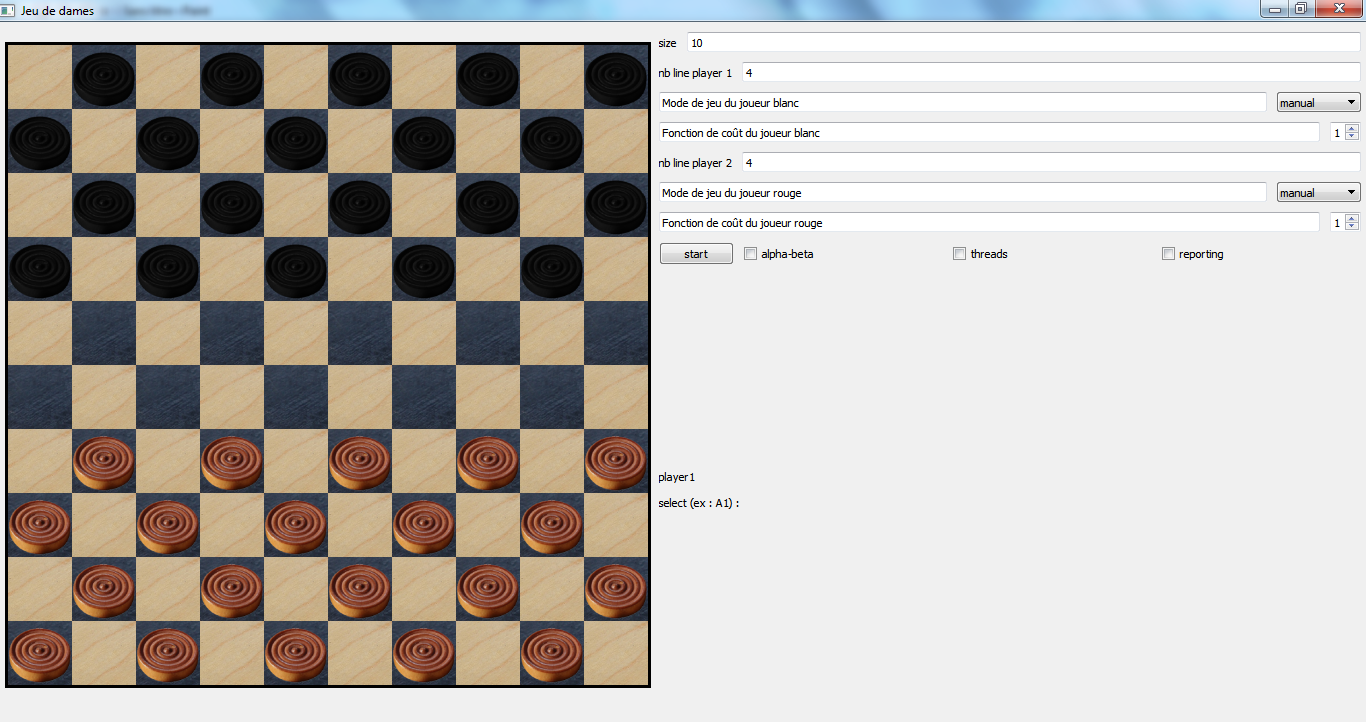 Jeu de dames
size 10
nb line player 1 4
Mode de jeu du joueur blanc manual
Fonction de coût du joueur blanc 1
nb line player 2 4
Mode de jeu du joueur rouge manual
Fonction de coût du joueur rouge 1
start alpha-beta threads reporting
player1
select (ex : A1) :